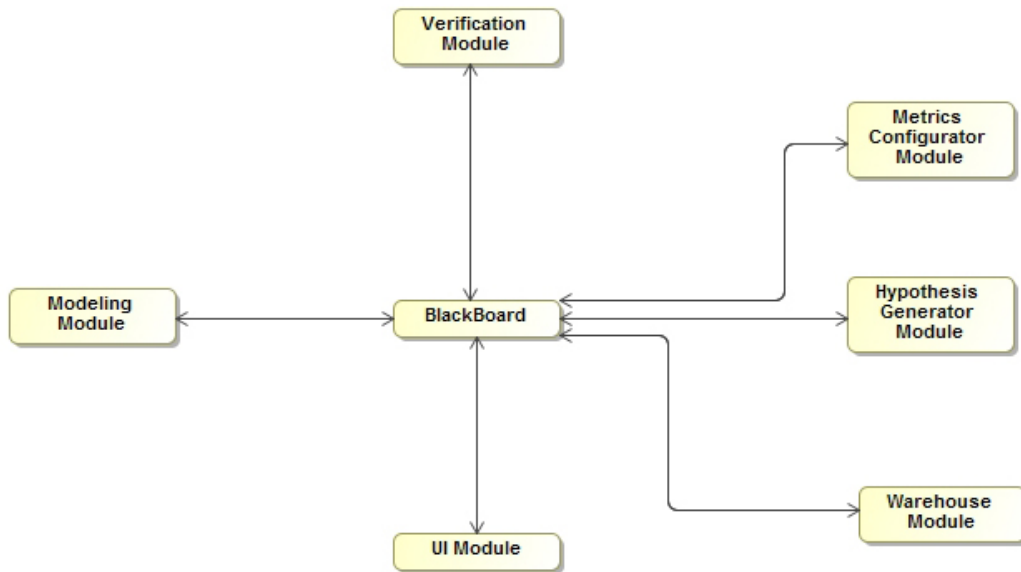 Verification
Module
Metrics
Configurator
Module
Modeling
Module
BlackBoard
Hypothesis
Generator
Module
Warehouse
Module
UI Module